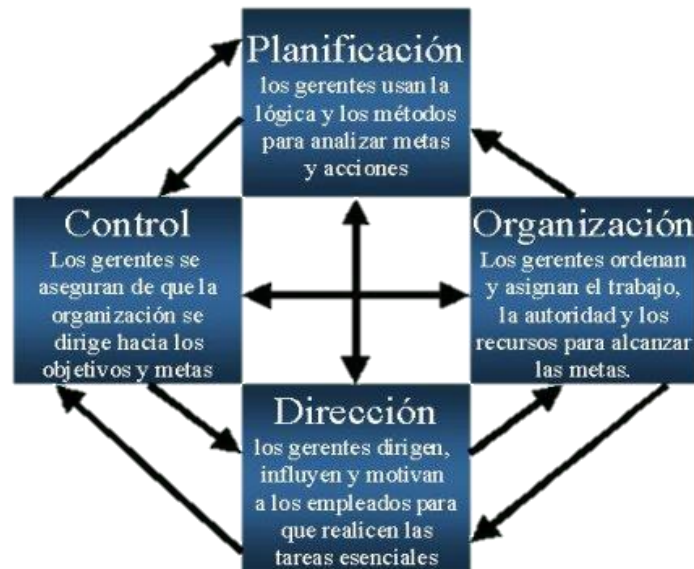 Planificación
los gerentes usan la
lógica y los métodos
para analizar metas
y acciones
Control
Los gerentes se
aseguran de que la
organización se
dirige hacia los
objetivos y metas
Organización
Los gerentes ordenan
y asignan el trabajo,
la autoridad y los
recursos para alcanzar
las metas.
Dirección
los gerentes dirigen,
influyen y motivan
a los empleados para
que realicen las
tareas esenciales